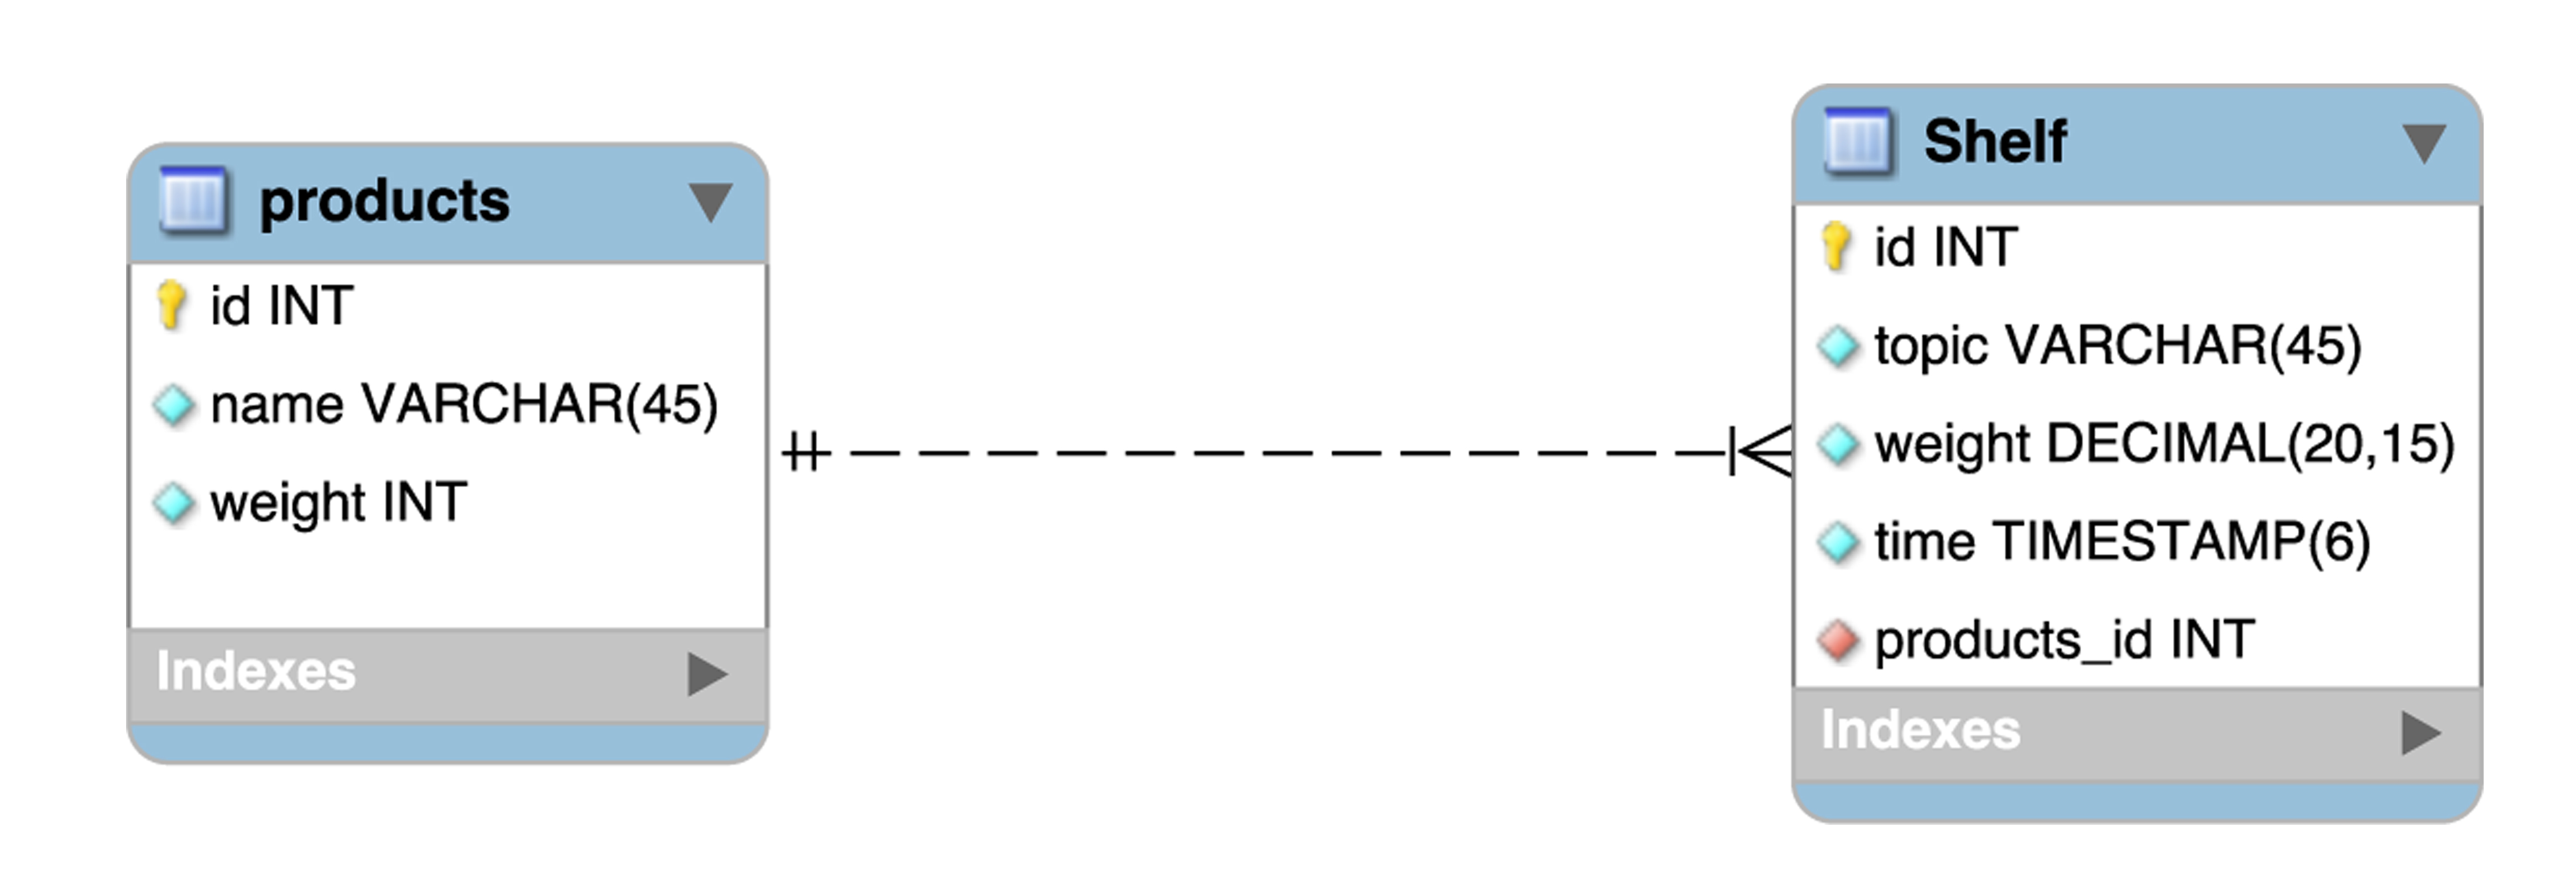 products
id INT
name VARCHAR(45)
weight INT
Indexes
Shelf
id INT
topic VARCHAR(45)
weight DECIMAL(20,15)
time TIMESTAMP(6)
products_id INT
Indexes